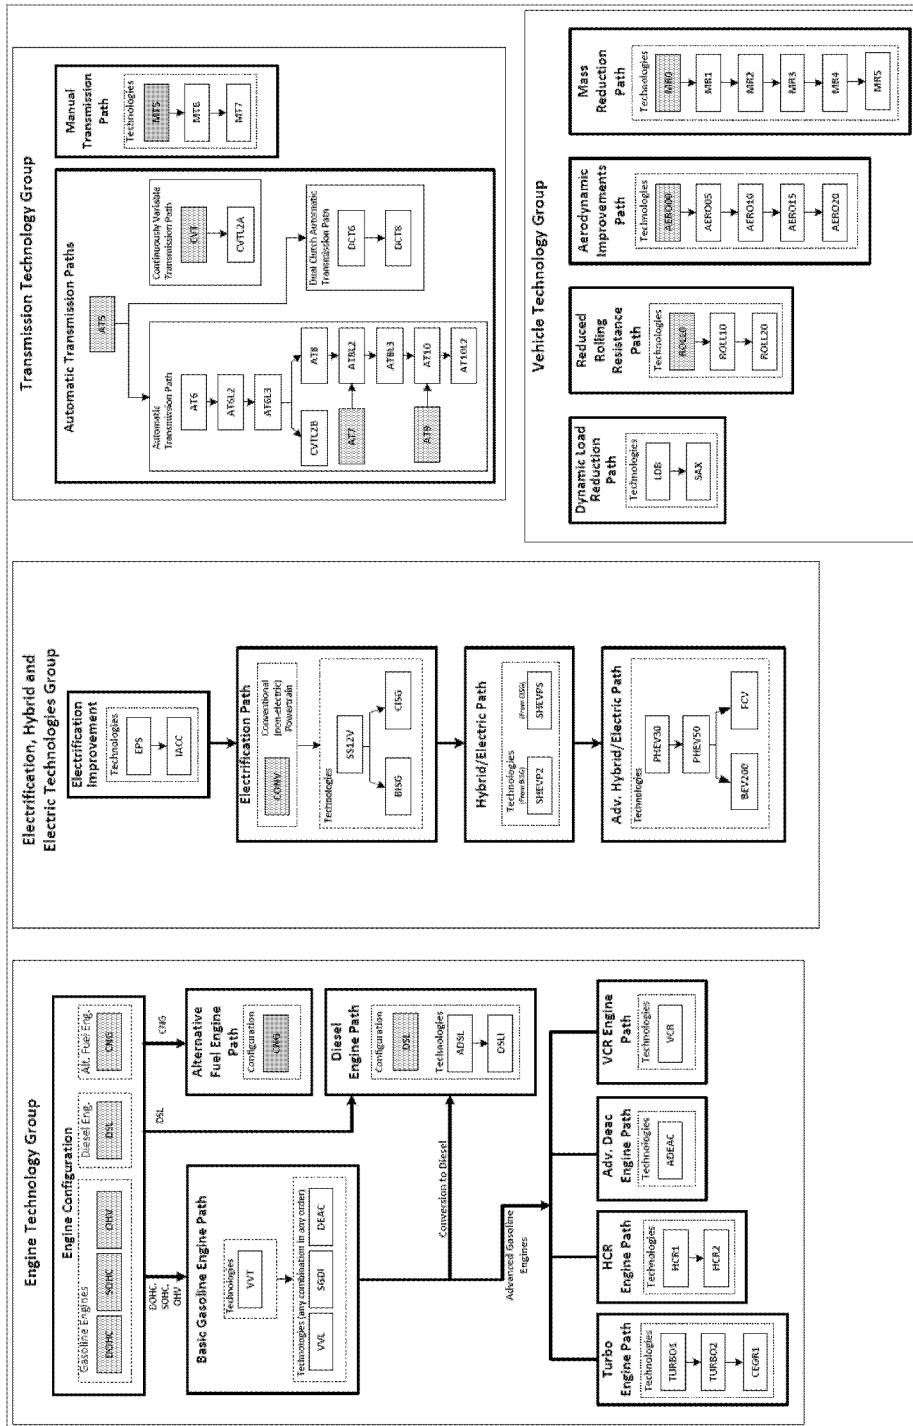 Engine Technology Group
Engine Configuration
Gasoline Engines
DOHC
SOHC
OHV
Diesel Eng.
DSL
Alt. Fuel Eng.
CNG
DOHC,
SOHC,
OHV
DSL
CNG
Basic Gasoline Engine Path
Technologies
VVT
Technologies (any combination in any order)
VVL
SGDI
DEAC
Alternative
Fuel Engine
Path
Configuration
CNG
Diesel
Engine Path
Configuration
DSL
Technologies
ADSL
DSLI
Conversion to Diesel
Advanced Gasoline
Engines
Turbo
Engine Path
Technologies
TURBO1
TURBO2
CEGR1
HCR
Engine Path
Technologies
HCR1
HCR2
Adv. Deac
Engine Path
Technologies
ADEAC
VCR Engine
Path
Technologies
VCR
Electrification, Hybrid and
Electric Technologies Group
Electrification
Improvement
Technologies
EPS
IACC
Electrification Path
CONV
Conventional
(non-electric)
Powertrain
Technologies
SS12V
BISG
CISG
Hybrid/Electric Path
Technologies
(From BISG)
SHEVP2
(From CISG)
SHEVPS
Adv. Hybrid/Electric Path
Technologies
PHEV30
PHEV50
BEV200
FCV
Transmission Technology Group
Automatic Transmission Paths
AT5
Automatic
Transmission Path
AT6
AT6L2
AT6L3
CVTL2B
AT8
AT7
AT8L2
AT8L3
AT9
AT10
AT10L2
Continuously Variable
Transmission Path
CVT
CVTL2A
Dual Clutch Automatic
Transmission Path
DCT6
DCT8
Manual
Transmission
Path
Technologies
MT5
MT6
MT7
Vehicle Technology Group
Dynamic Load
Reduction Path
Technologies
LDB
SAX
Reduced
Rolling
Resistance
Path
Technologies
ROLL0
ROLL10
ROLL20
Aerodynamic
Improvements
Path
Technologies
AERO00
AERO05
AERO10
AERO15
AERO20
Mass
Reduction
Path
Technologies
MR0
MR1
MR2
MR3
MR4
MR5